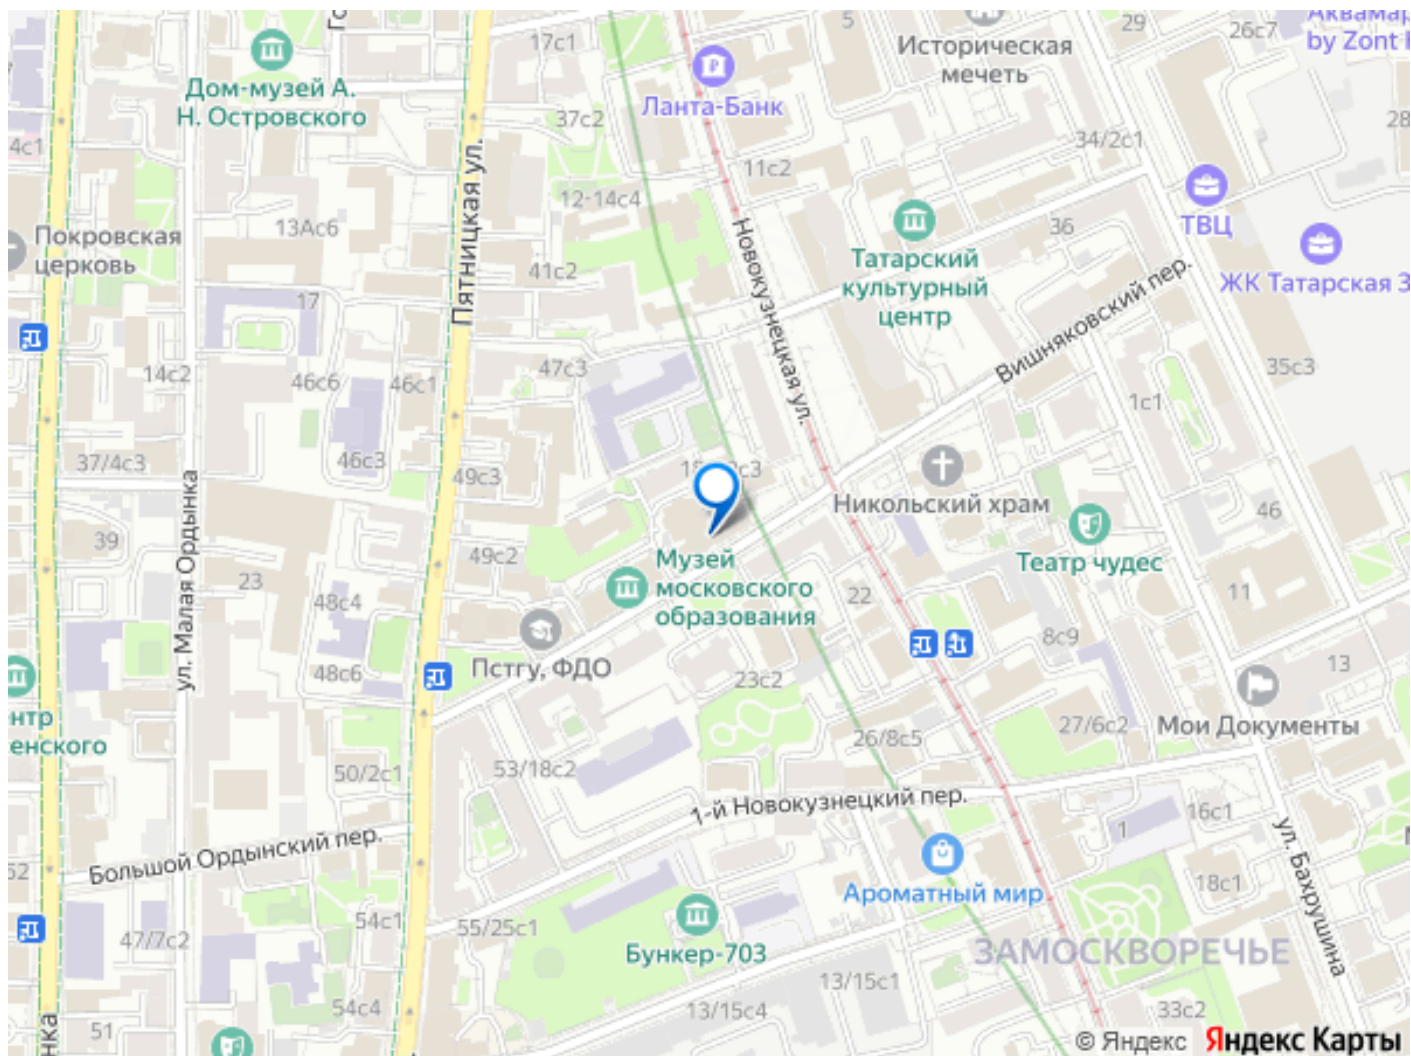 17с1
5
29
26с7
by Zont
Историческая
мечеть
Дом-музей А.
Н. Островского
Ланта-Банк
37с2
28
4с1
34/2с1
11с2
Пятницкая ул.
12-14с4
13Ас6
36
ТВЦ
Покровская
церковь
Новокузнецкая ул.
Татарский
культурный
центр
41с2
Вишняковский пер.
ЖК Татарская
17
47с3
35с3
14с2
46с6
46с1
1с1
37/4с3
46с3
49с3
Никольский храм
46
ул. Малая Ордынка
39
49с2
Музей
московского
образования
Театр чудес
23
48с4
22
11
8с9
Пстгу, ФДО
48с6
23с2
13
27/6с2
Мои Документы
26/8с5
50/2с1
53/18с2
1-й Новокузнецкий пер.
16с1
1
Большой Ордынский пер.
ул. Бахрушина
Ароматный мир
18с1
54с1
55/25с1
47/7с2
Бункер-703
ЗАМОСКВОРЕЧЬЕ
13/15с1
54с4
13/15с4
33с2
51
© Яндекс Яндекс Карты